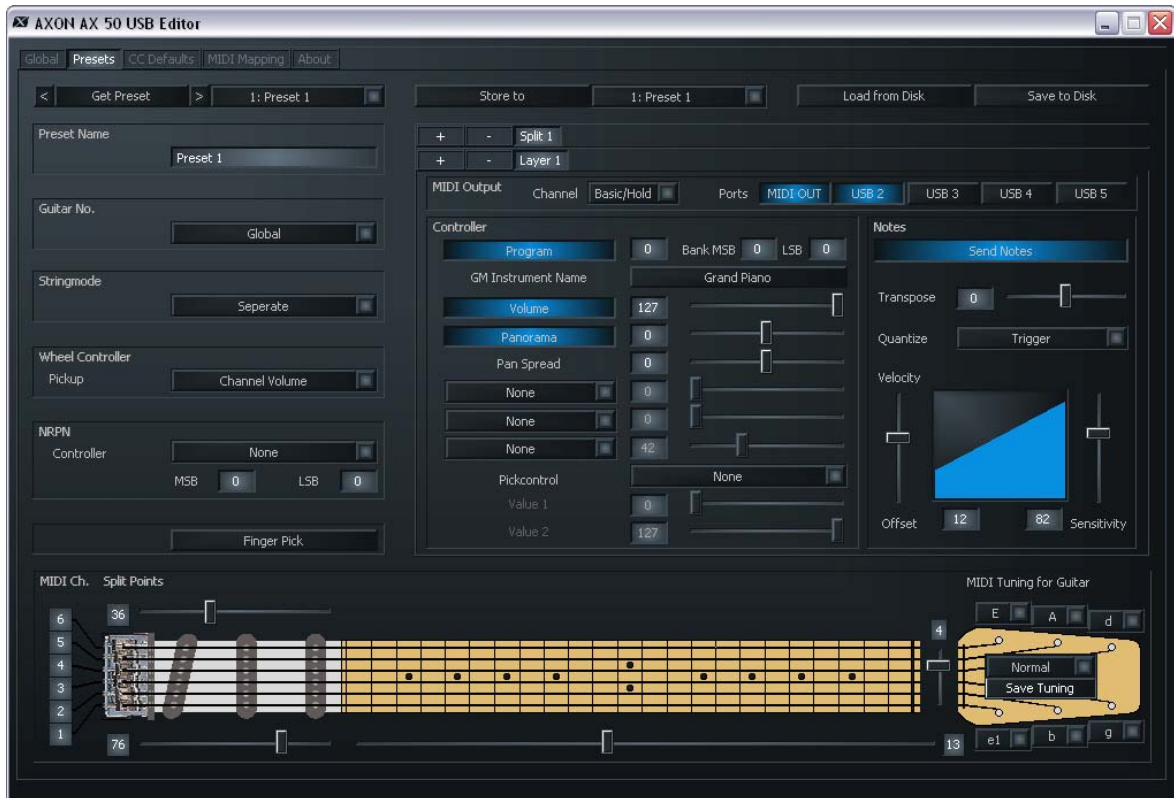 AXON AX 50 USB Editor
Global Presets CC Defaults MIDI Mapping About
< Get Preset > 1: Preset 1 Store to 1: Preset 1 Load from Disk Save to Disk
Preset Name
Preset 1
Guitar No.
Global
Stringmode
Seperate
Wheel Controller
Pickup Channel Volume
NRPN
Controller None
MSB 0 LSB 0
Finger Pick
+ - Split 1
+ - Layer 1
MIDI Output Channel Basic/Hold Ports MIDI OUT USB 2 USB 3 USB 4 USB 5
Controller
Program 0 Bank MSB 0 LSB 0
GM Instrument Name Grand Piano
Volume 127
Panorama 0
Pan Spread 0
None 0
None 0
None 42
Pickcontrol None
Value 1 0
Value 2 127
Notes
Send Notes
Transpose 0
Quantize Trigger
Velocity
Offset 12 82 Sensitivity
MIDI Ch. Split Points MIDI Tuning for Guitar
36
6
5
4
3
2
1
76
4
13
E A d
Normal
Save Tuning
e1 b g